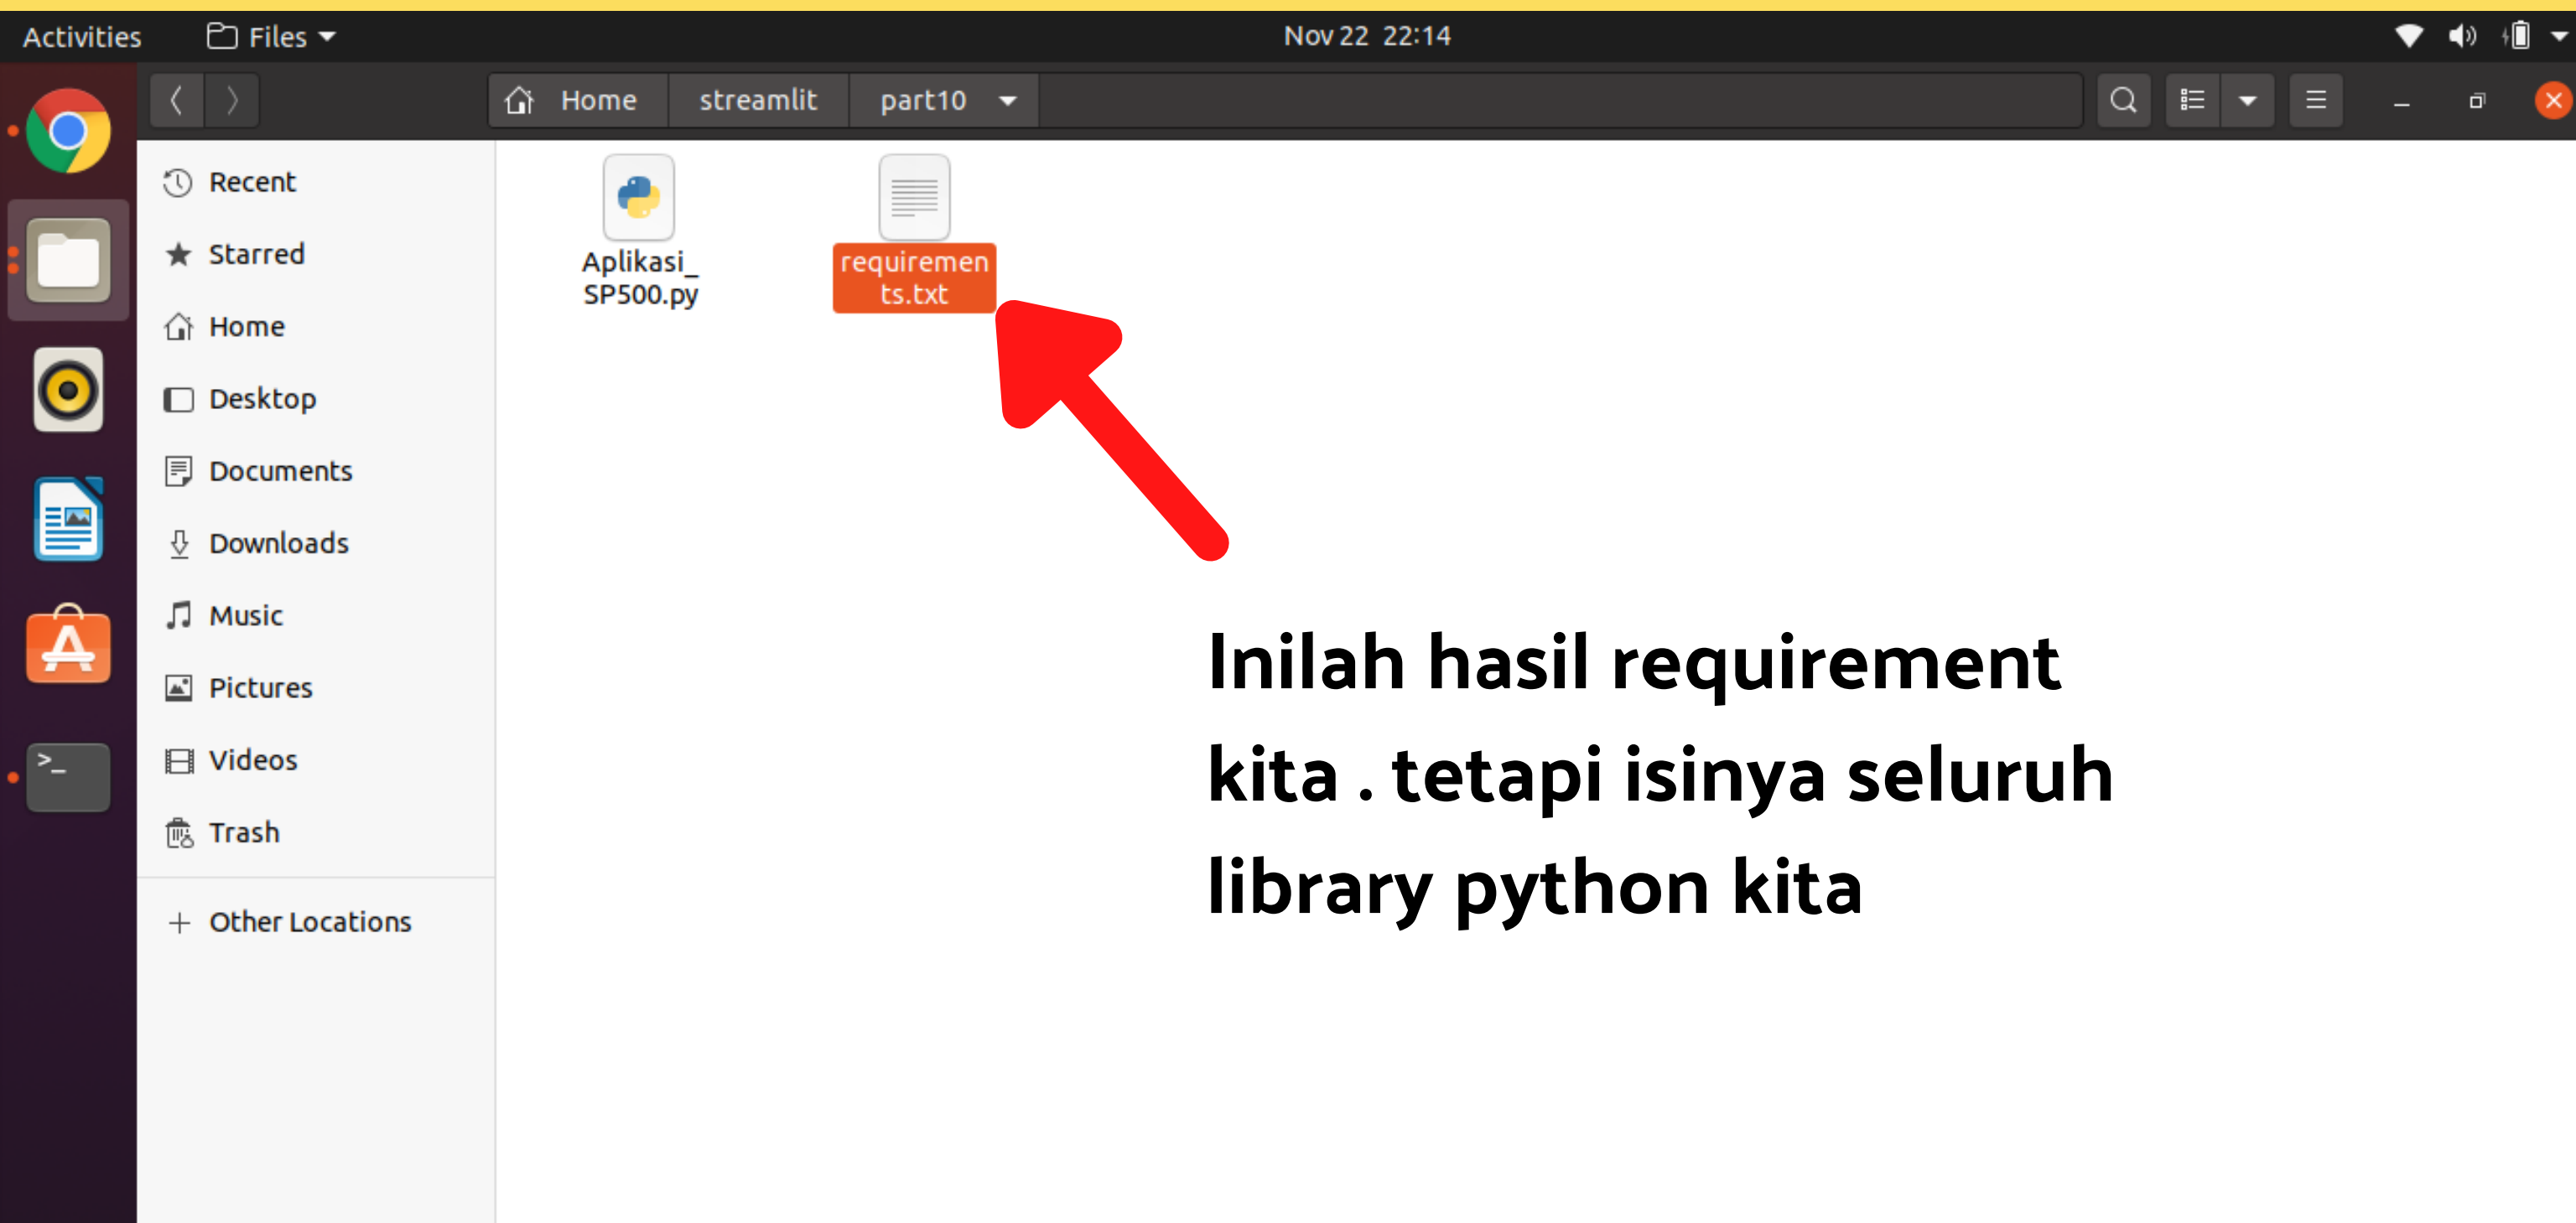 Activities Files Nov 22 22:14
Home streamlit part10
Recent
Starred
Home
Desktop
Documents
Downloads
Music
Pictures
Videos
Trash
Other Locations
Aplikasi_
SP500.py
requiremen
ts.txt
Inilah hasil requirement
kita . tetapi isinya seluruh
library python kita